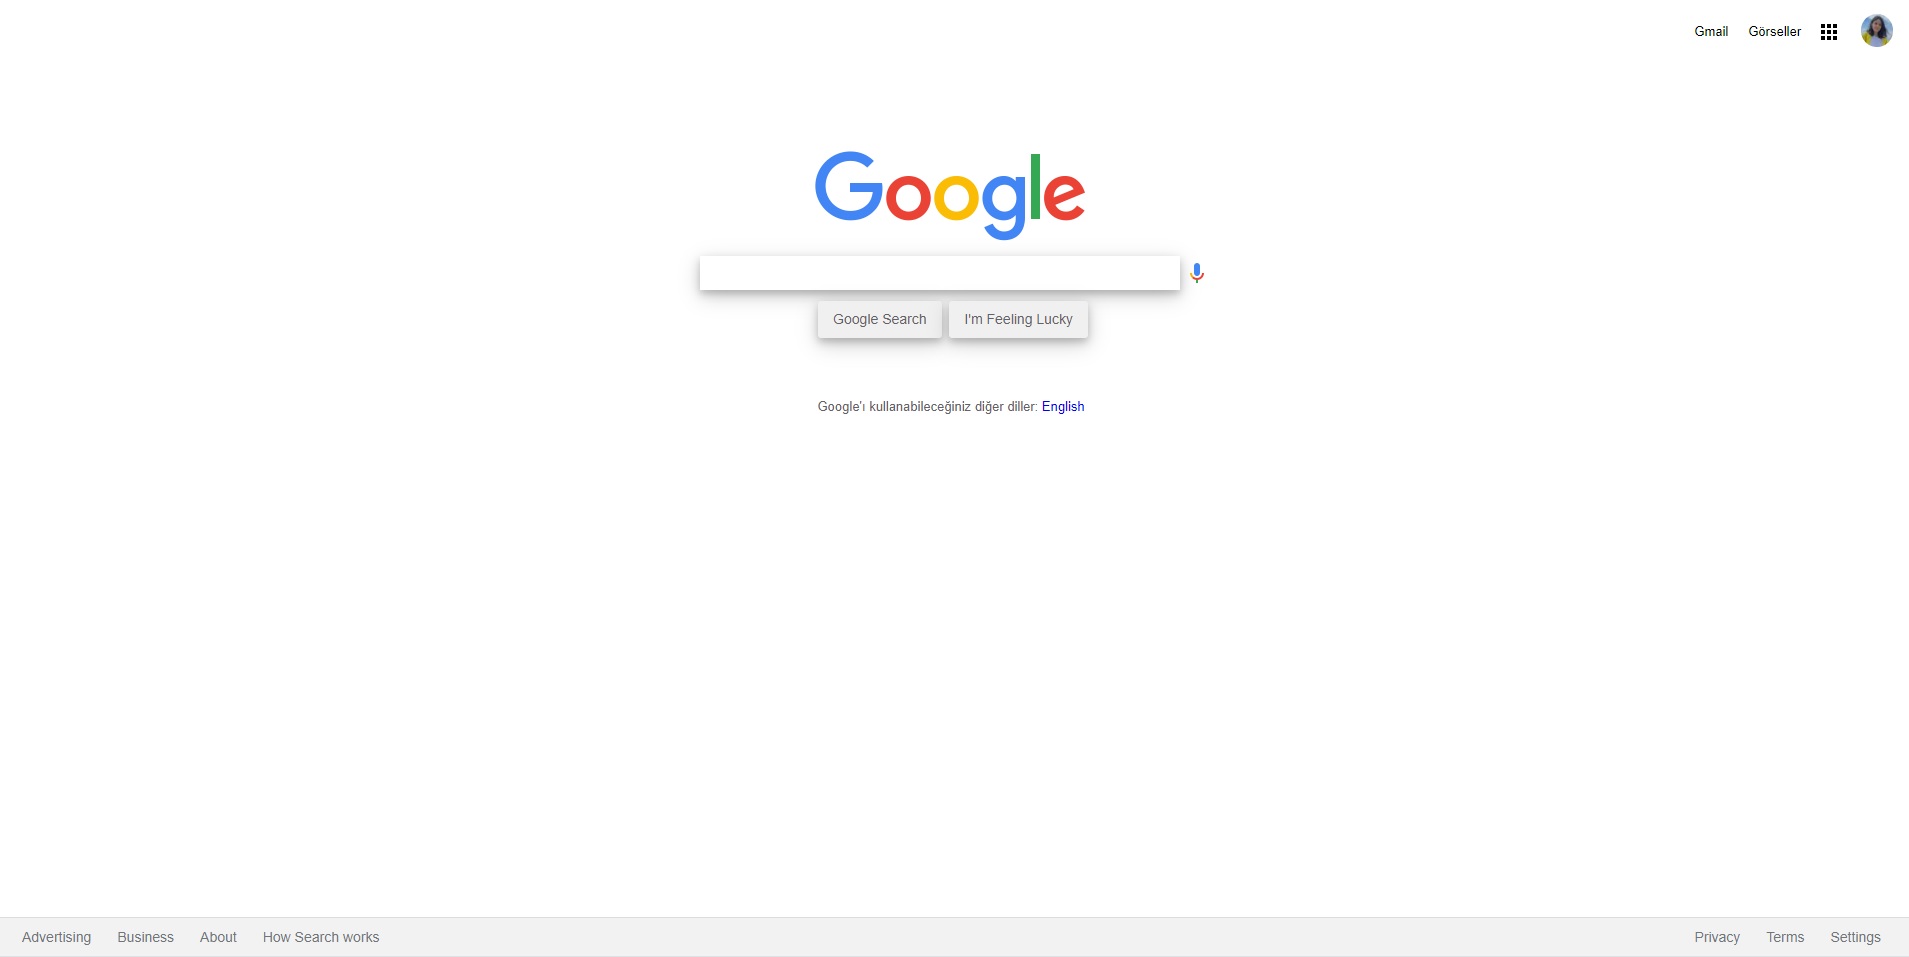 Gmail Görseller
Google
Google Search I'm Feeling Lucky
Google'ı kullanabileceğiniz diğer diller: English
Advertising Business About How Search works Privacy Terms Settings